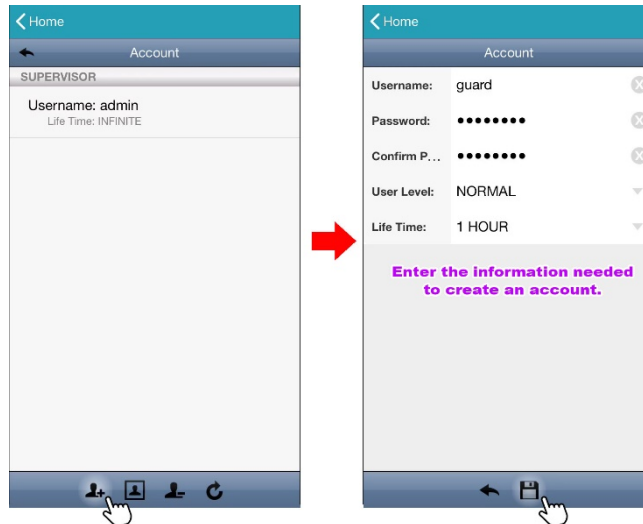 Home
Account
SUPERVISOR
Username: admin
Life Time: INFINITE
Home
Account
Username: guard
Password: ••••••••
Confirm P... ••••••••
User Level: NORMAL
Life Time: 1 HOUR
Enter the information needed
to create an account.